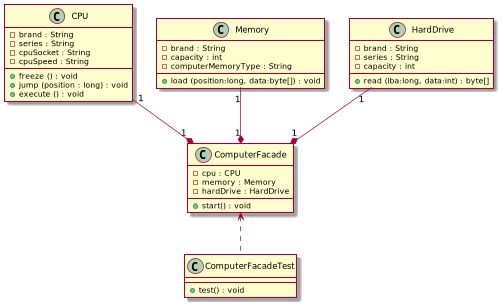 C CPU
brand : String
series : String
cpuSocket : String
cpuSpeed : String
freeze () : void
jump (position : long) : void
execute () : void
C Memory
brand : String
capacity : int
computerMemoryType : String
load (position:long, data:byte[]) : void
C HardDrive
brand : String
series : String
capacity : int
read (lba:long, data:int) : byte[]
1
1
1
1
1
1
C ComputerFacade
cpu : CPU
memory : Memory
hardDrive : HardDrive
start() : void
C ComputerFacadeTest
test() : void